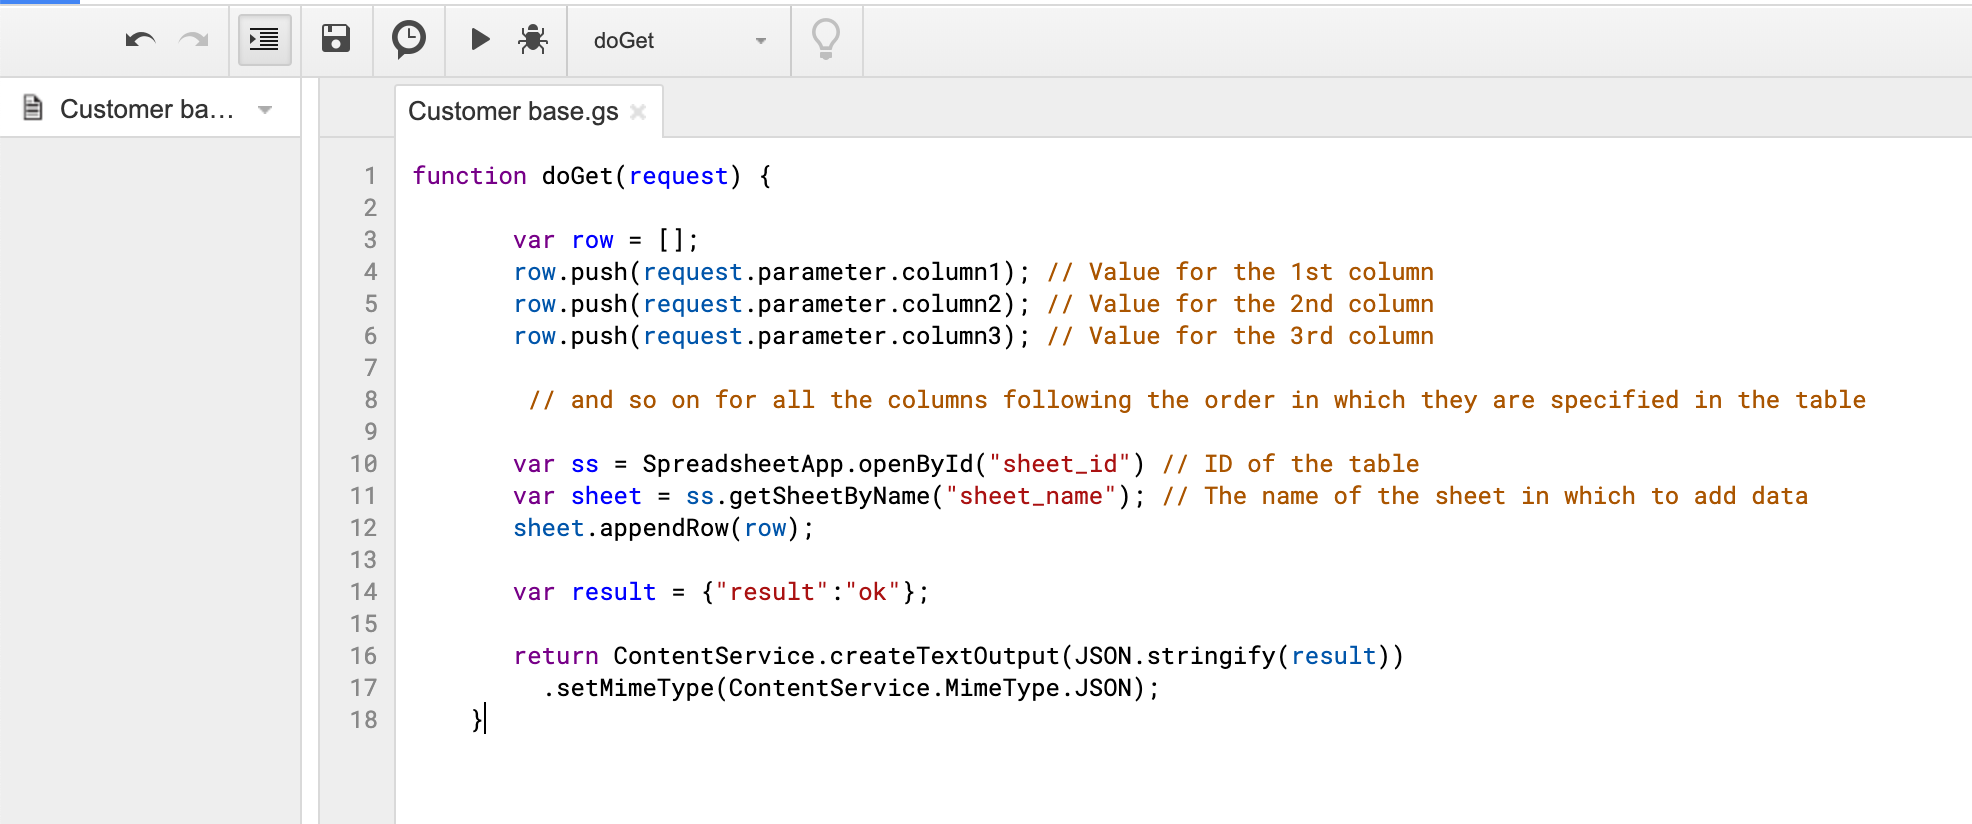 doGet
Customer ba...
Customer base.gs
1 function doGet(request) {
2
3 var row = [];
4 row.push(request.parameter.column1); // Value for the 1st column
5 row.push(request.parameter.column2); // Value for the 2nd column
6 row.push(request.parameter.column3); // Value for the 3rd column
7
8 // and so on for all the columns following the order in which they are specified in the table
9
10 var ss = SpreadsheetApp.openById("sheet_id") // ID of the table
11 var sheet = ss.getSheetByName("sheet_name"); // The name of the sheet in which to add data
12 sheet.appendRow(row);
13
14 var result = {"result":"ok"};
15
16 return ContentService.createTextOutput(JSON.stringify(result))
17 .setMimeType(ContentService.MimeType.JSON);
18 }